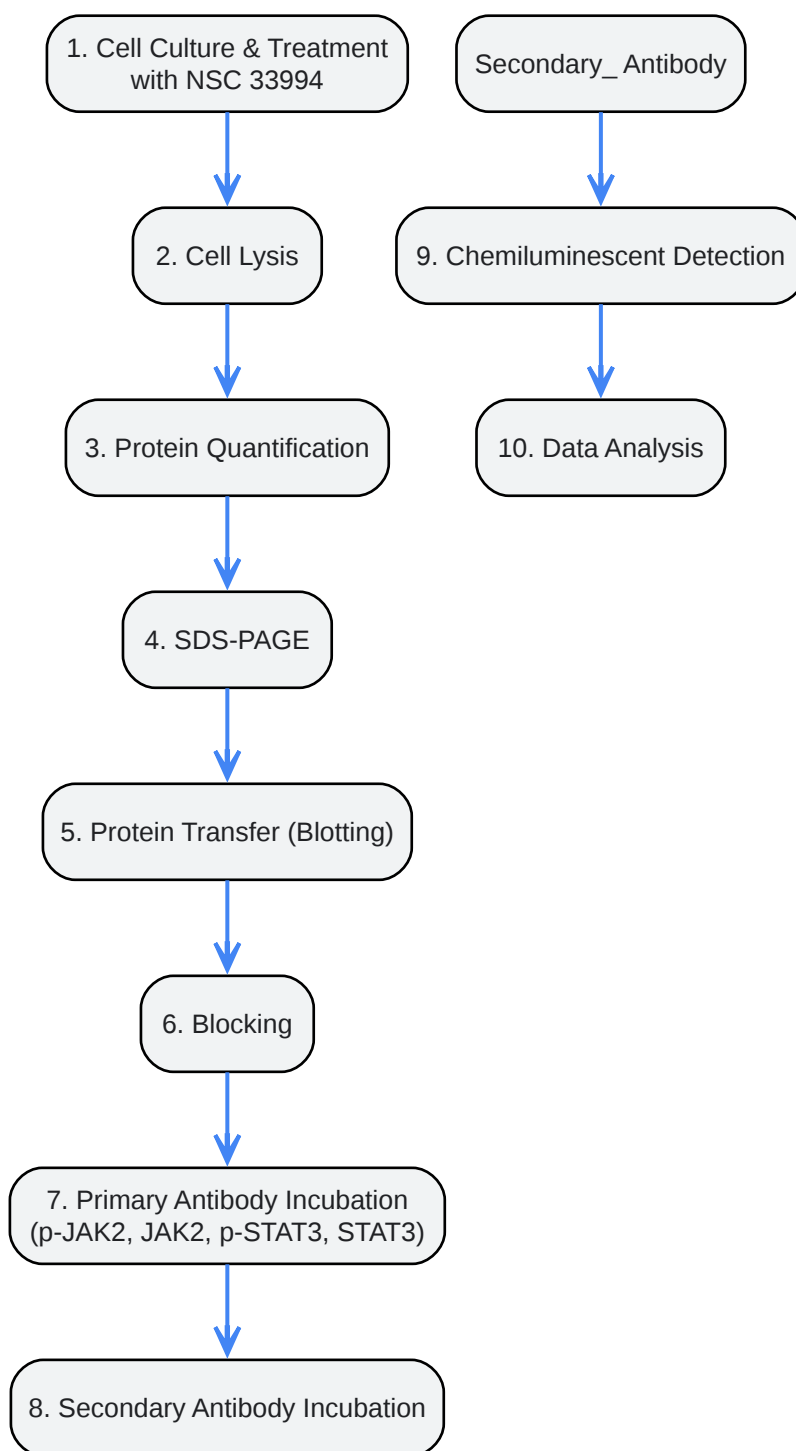 1. Cell Culture & Treatment
with NSC 33994
2. Cell Lysis
3. Protein Quantification
4. SDS-PAGE
5. Protein Transfer (Blotting)
6. Blocking
7. Primary Antibody Incubation
(p-JAK2, JAK2, p-STAT3, STAT3)
8. Secondary Antibody Incubation
Secondary_ Antibody
9. Chemiluminescent Detection
10. Data Analysis